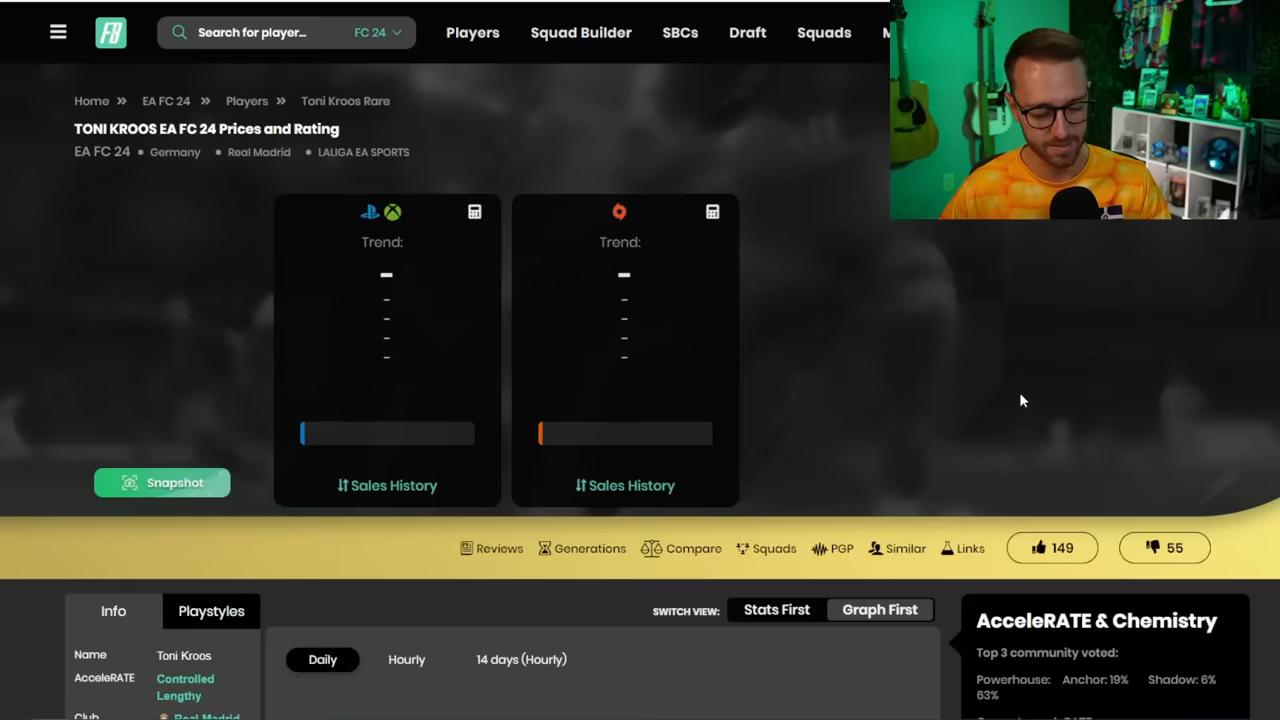 FB
Search for player...
FC 24
Players
Squad Builder
SBCs
Draft
Squads
M
Home » EA FC 24 » Players » Toni Kroos Rare
TONI KROOS EA FC 24 Prices and Rating
EA FC 24 • Germany • Real Madrid • LALIGA EA SPORTS
Trend:
Trend:
-
-
-
-
-
-
-
-
-
-
Sales History
Sales History
Snapshot
Reviews
Generations
Compare
Squads
PGP
Similar
Links
149
55
Info
Playstyles
SWITCH VIEW:
Stats First
Graph First
Name
Toni Kroos
AcceleRATE
Controlled
Lengthy
Club
Real Madrid
Daily
Hourly
14 days (Hourly)
AcceleRATE & Chemistry
Top 3 community voted:
Powerhouse: Anchor: 19% Shadow: 6%
63%